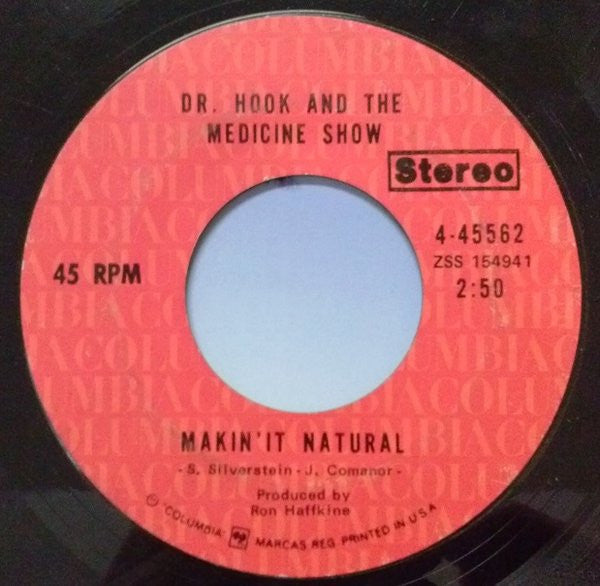 DR. HOOK AND THE
MEDICINE SHOW
Stereo
45 RPM
4-45562
ZSS 154941
2:50
MAKIN' IT NATURAL
- S. Silverstein - J. Comanor -
Produced by
Ron Haffkine
℗ "COLUMBIA" MARCAS REG. PRINTED IN U.S.A.